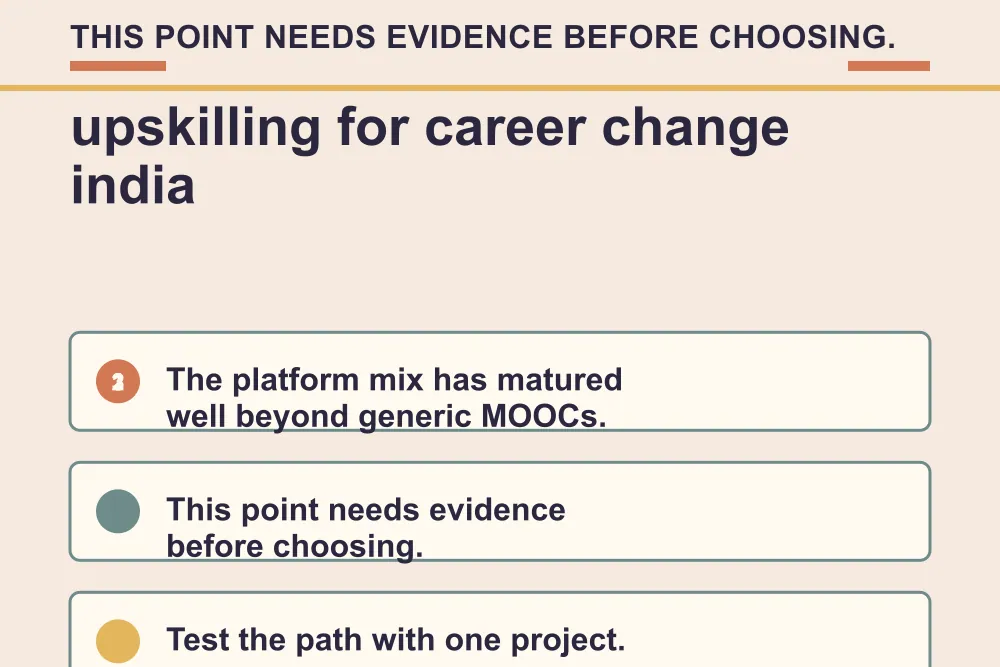 THIS POINT NEEDS EVIDENCE BEFORE CHOOSING.
upskilling for career change
india
The platform mix has matured
well beyond generic MOOCs.
This point needs evidence
before choosing.
Test the path with one project.